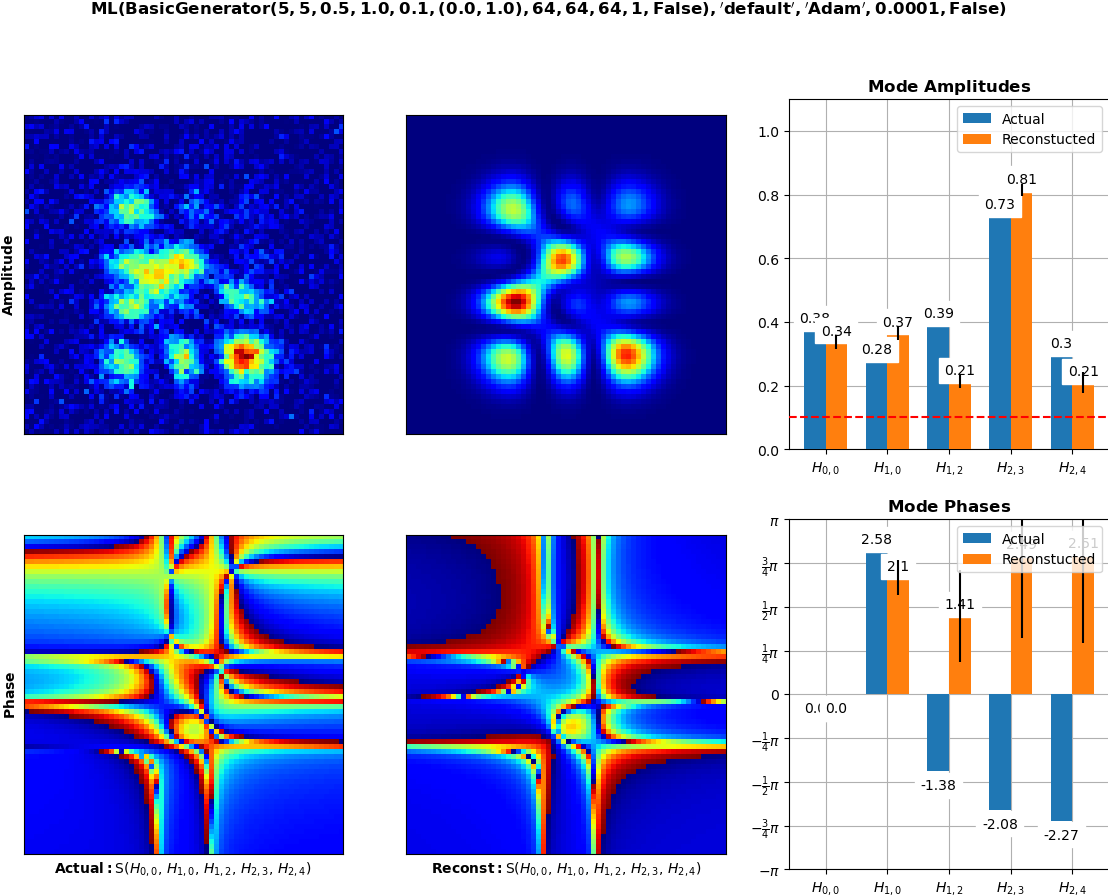 ML(BasicGenerator(5, 5, 0.5, 1.0, 0.1, (0.0, 1.0), 64, 64, 64, 1, False), ′default′, ′Adam′, 0.0001, False)
Amplitude
Mode Amplitudes
Actual
Reconstucted
1.0
0.8
0.6
0.4
0.2
0.0
0.38
0.34
0.28
0.37
0.39
0.21
0.73
0.81
0.3
0.21
H0,0
H1,0
H1,2
H2,3
H2,4
Phase
Actual: S(H0,0, H1,0, H1,2, H2,3, H2,4)
Reconst: S(H0,0, H1,0, H1,2, H2,3, H2,4)
Mode Phases
Actual
Reconstucted
π
3/4π
1/2π
1/4π
0
−1/4π
−1/2π
−3/4π
−π
0.0
2.58
2.1
-1.38
1.41
-2.08
-2.27
2.61
H0,0
H1,0
H1,2
H2,3
H2,4